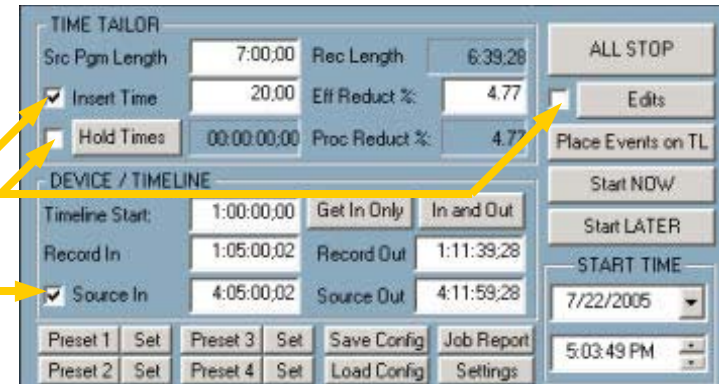 TIME TAILOR
Src Pgm Length 7:00;00 Rec Length 6:39;28
Insert Time 20;00 Eff Reduct %: 4.77
Hold Times 00:00:00;00 Proc Reduct %: 4.77
ALL STOP
Edits
Place Events on TL
Start NOW
Start LATER
DEVICE / TIMELINE
Timeline Start: 1:00:00;00 Get In Only In and Out
Record In 1:05:00;02 Record Out 1:11:39;28
Source In 4:05:00;02 Source Out 4:11:59;28
START TIME
7/22/2005
5:03:49 PM
Preset 1 Set Preset 3 Set Save Config Job Report
Preset 2 Set Preset 4 Set Load Config Settings